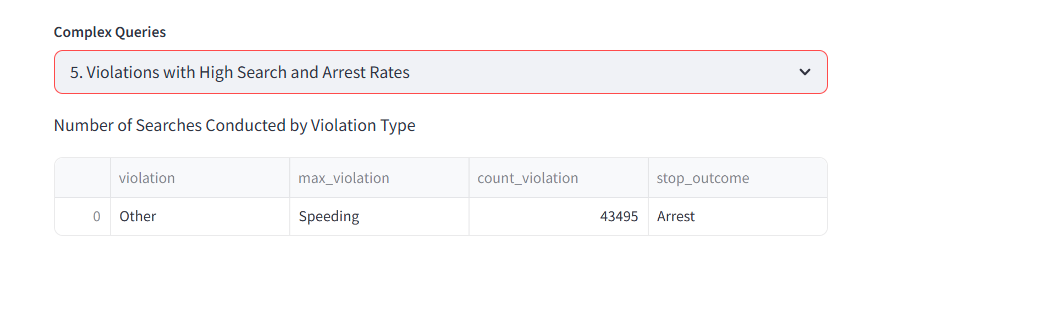 Complex Queries
5. Violations with High Search and Arrest Rates
Number of Searches Conducted by Violation Type
violation max_violation count_violation stop_outcome
0 Other Speeding 43495 Arrest